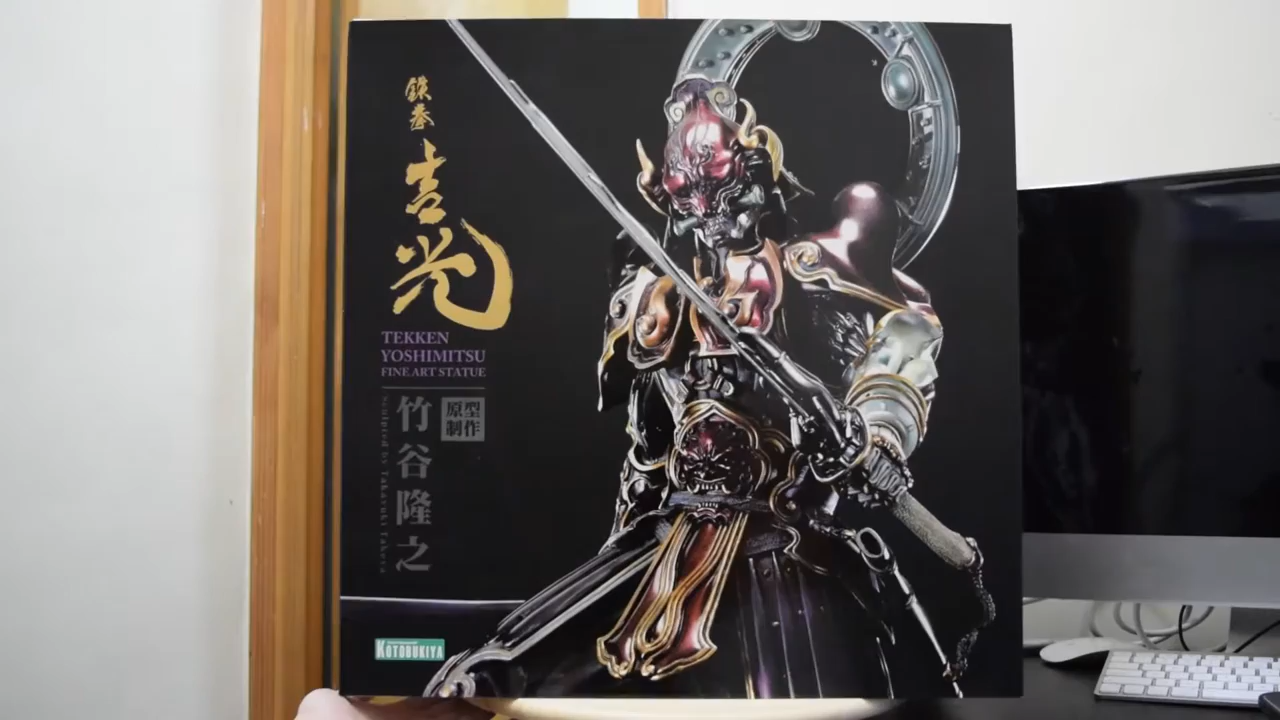 鉄拳
吉光
TEKKEN
YOSHIMITSU
FINE ART STATUE
原型
制作
竹谷隆之
Sculpted by Takayuki Takeya
KOTOBUKIYA